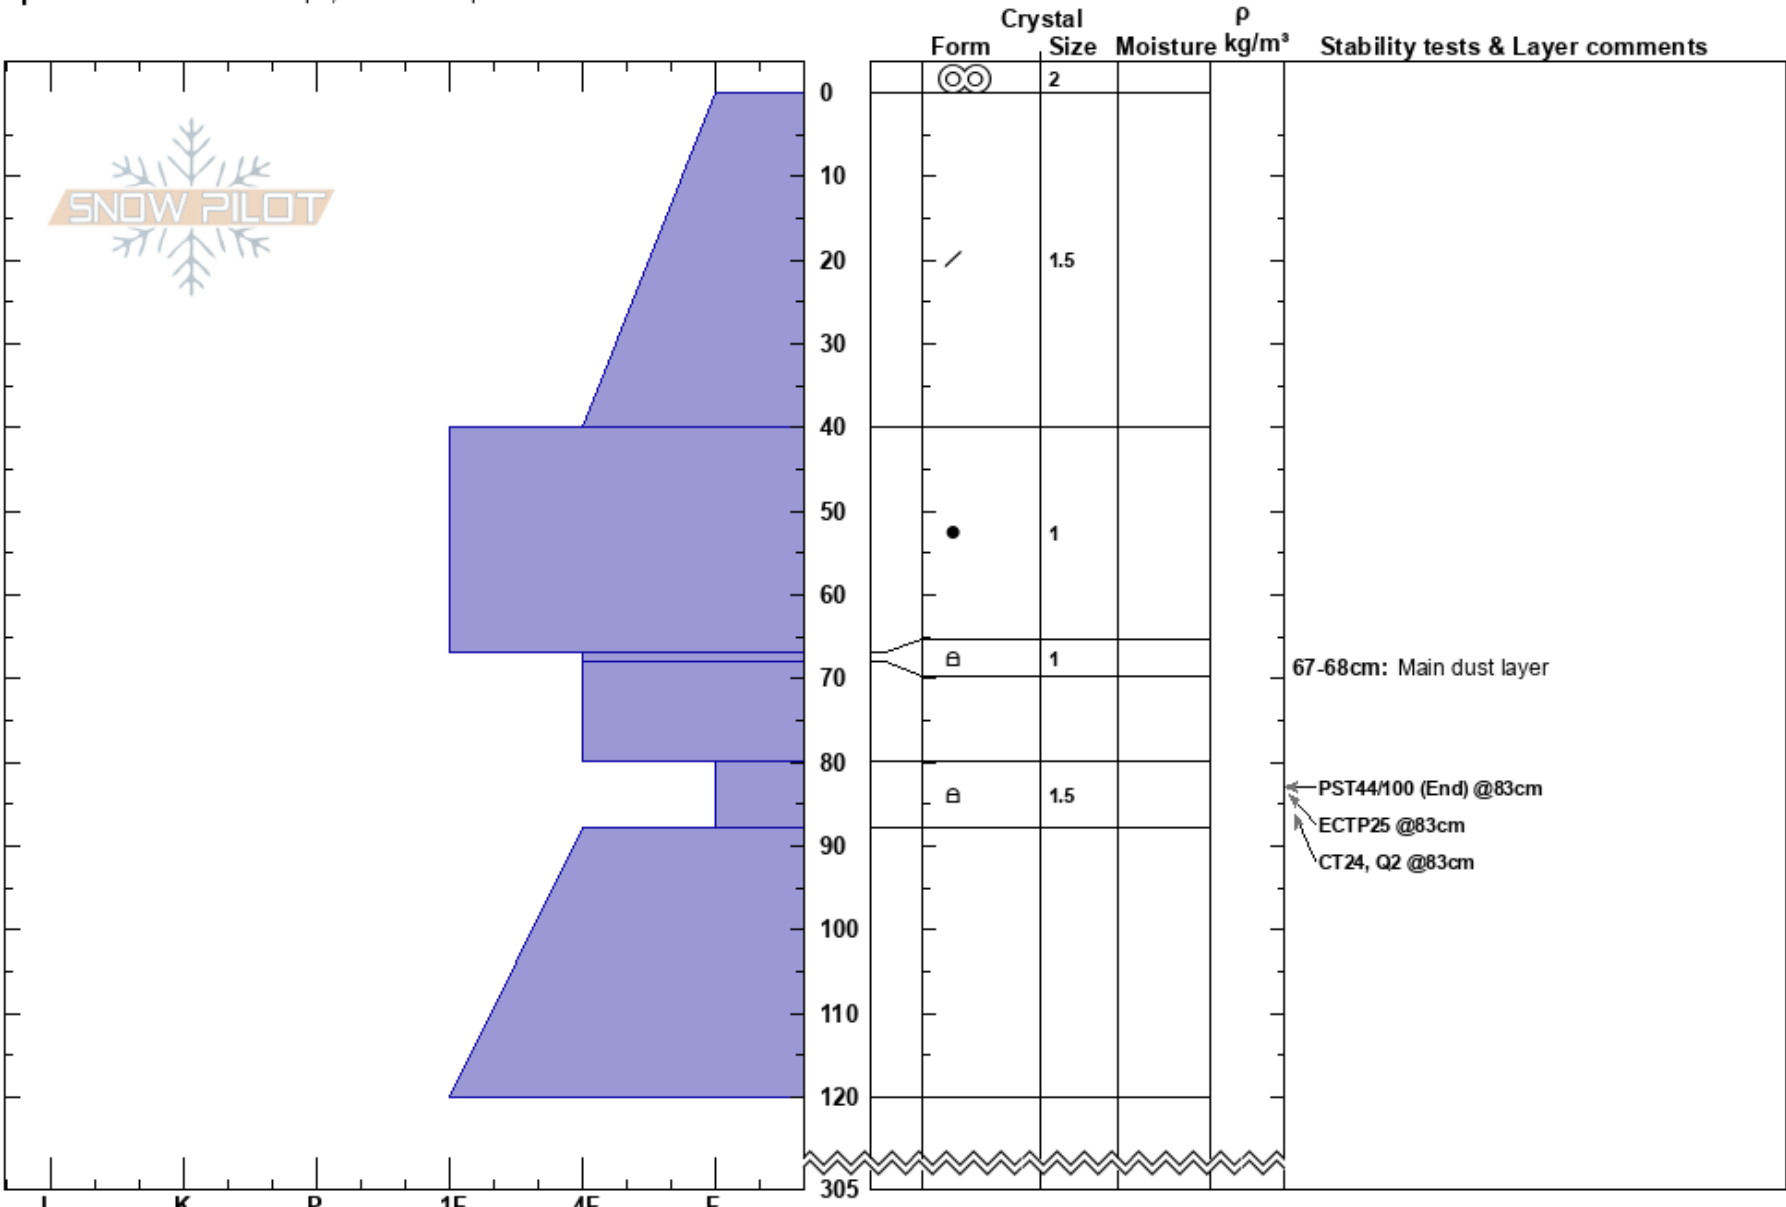 Crystal
ρ
Form Size Moisture kg/m³ Stability tests & Layer comments
2
0
SNOW PILOT
10
20 1.5
30
40
50
1
60
1
67-68cm: Main dust layer
70
80
PST44/100 (End) @83cm
1.5
ECTP25 @83cm
90
CT24, Q2 @83cm
100
110
120
305
I K P 1F 4F F